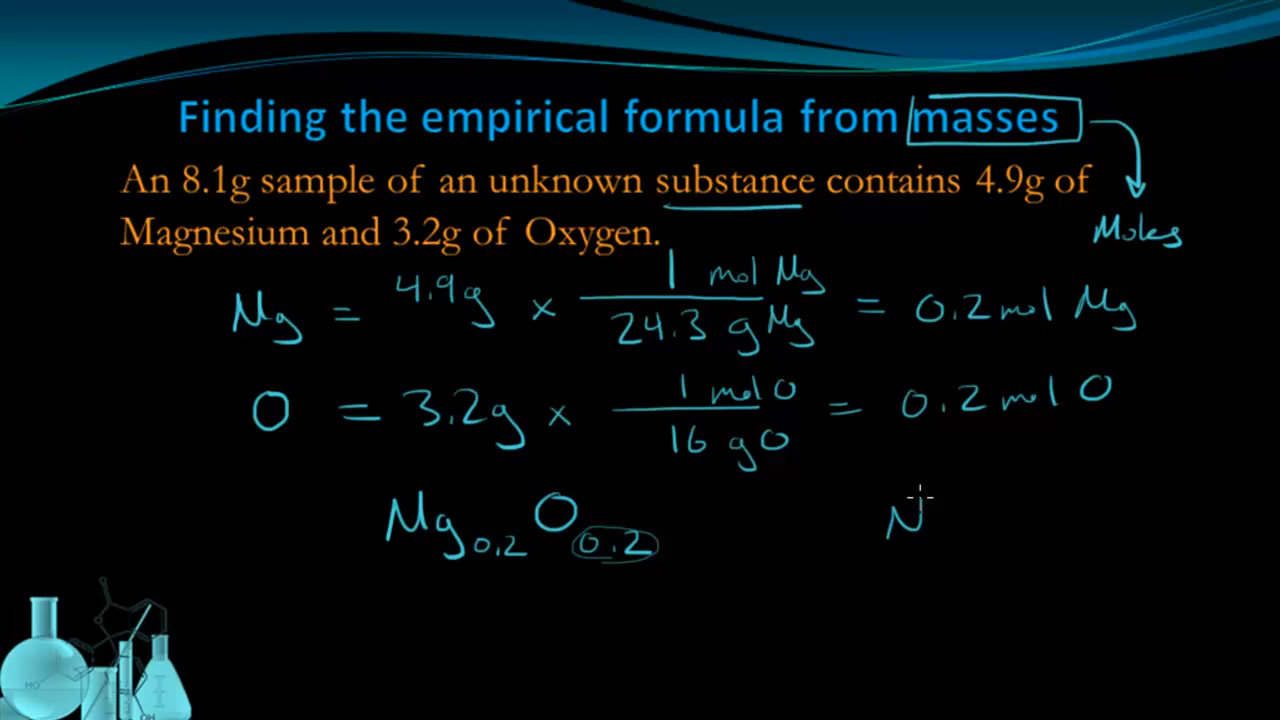 Finding the empirical formula from masses
An 8.1g sample of an unknown substance contains 4.9g of
Magnesium and 3.2g of Oxygen.
Moles
Mg = 4.9g × 1 mol Mg / 24.3 g Mg = 0.2 mol Mg
O = 3.2g × 1 mol O / 16 g O = 0.2 mol O
Mg0.2 O0.2
HO
OH